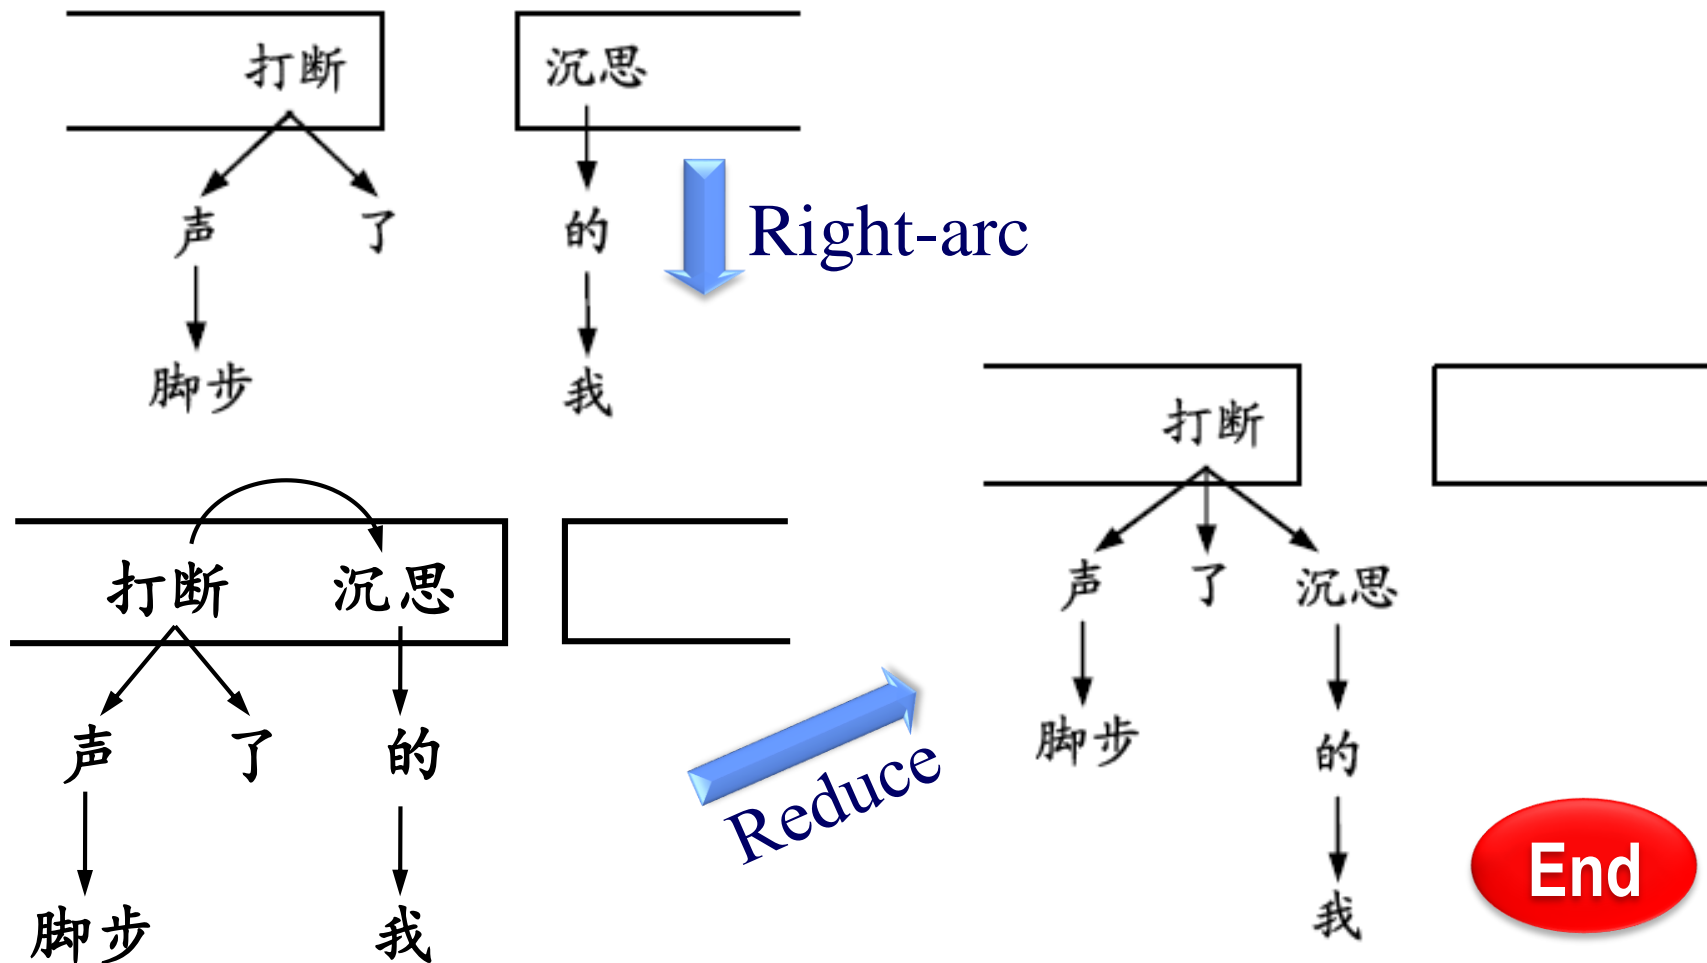 打断 沉思
声 了 的
Right-arc
脚步 我
打断 沉思
声 了 的
脚步 我
Reduce
打断
声 了 沉思
脚步 的
我
End